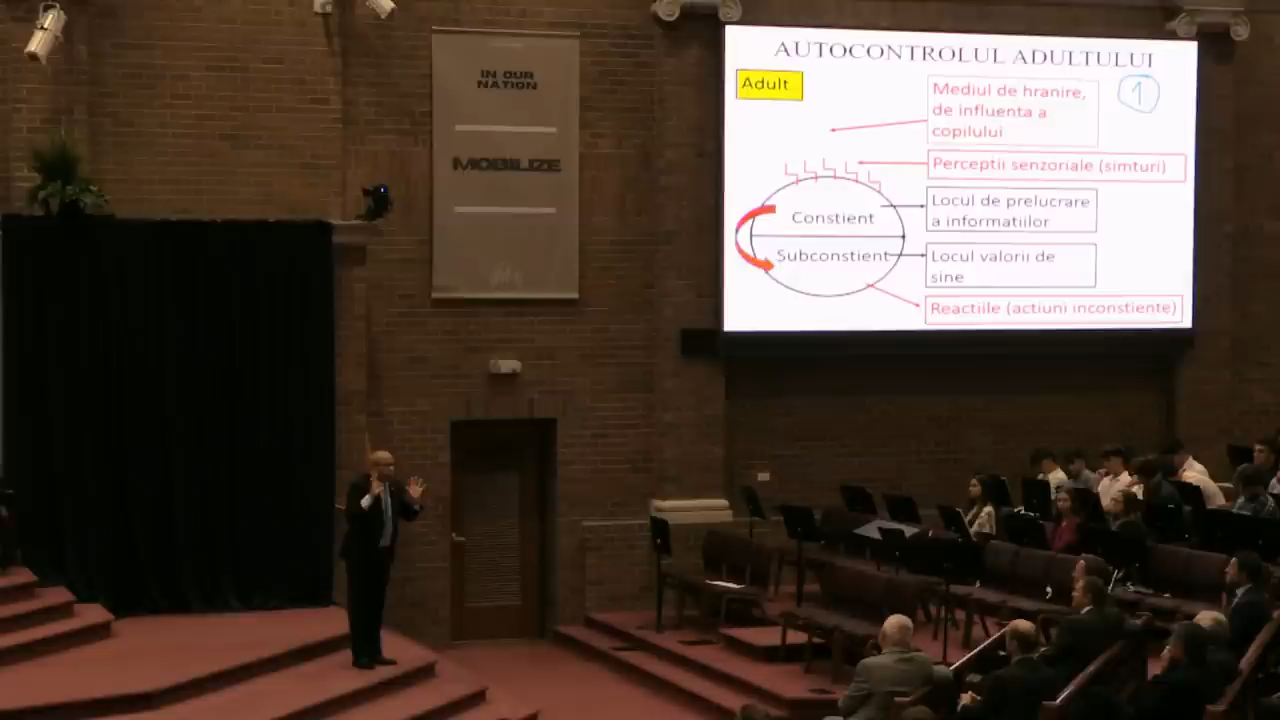 IN OUR
NATION
MOBILIZE
AUTOCONTROLUL ADULTULUI
Adult
1
Mediul de hranire,
de influenta a
copilului
Perceptii senzoriale (simturi)
Constient
Locul de prelucrare
a informatiilor
Subconstient
Locul valorii de
sine
Reactiile (actiuni inconstiente)